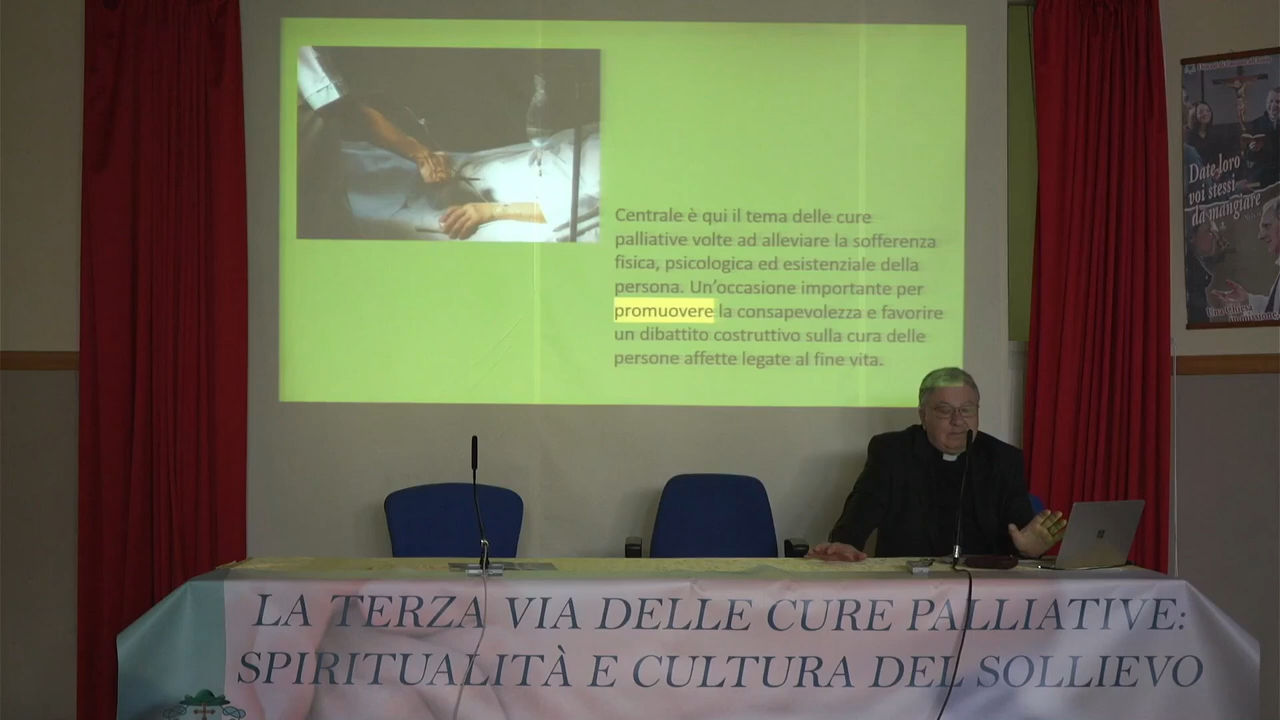 Centrale è qui il tema delle cure
palliative volte ad alleviare la sofferenza
fisica, psicologica ed esistenziale della
persona. Un'occasione importante per
promuovere la consapevolezza e favorire
un dibattito costruttivo sulla cura delle
persone affette legate al fine vita.
Date loro
voi stessi
da mangiare
LA TERZA VIA DELLE CURE PALLIATIVE:
SPIRITUALITÀ E CULTURA DEL SOLLIEVO